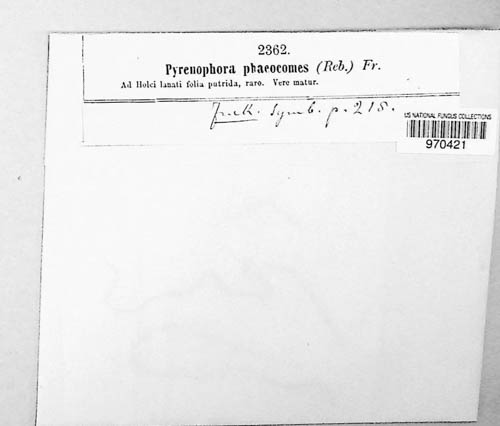 2362.
Pyrenophora phaeocomes (Reb.) Fr.
Ad Holci lanati folia putrida, raro. Vere matur.
Fuck. Symb. p. 218.
US NATIONAL FUNGUS COLLECTIONS
970421